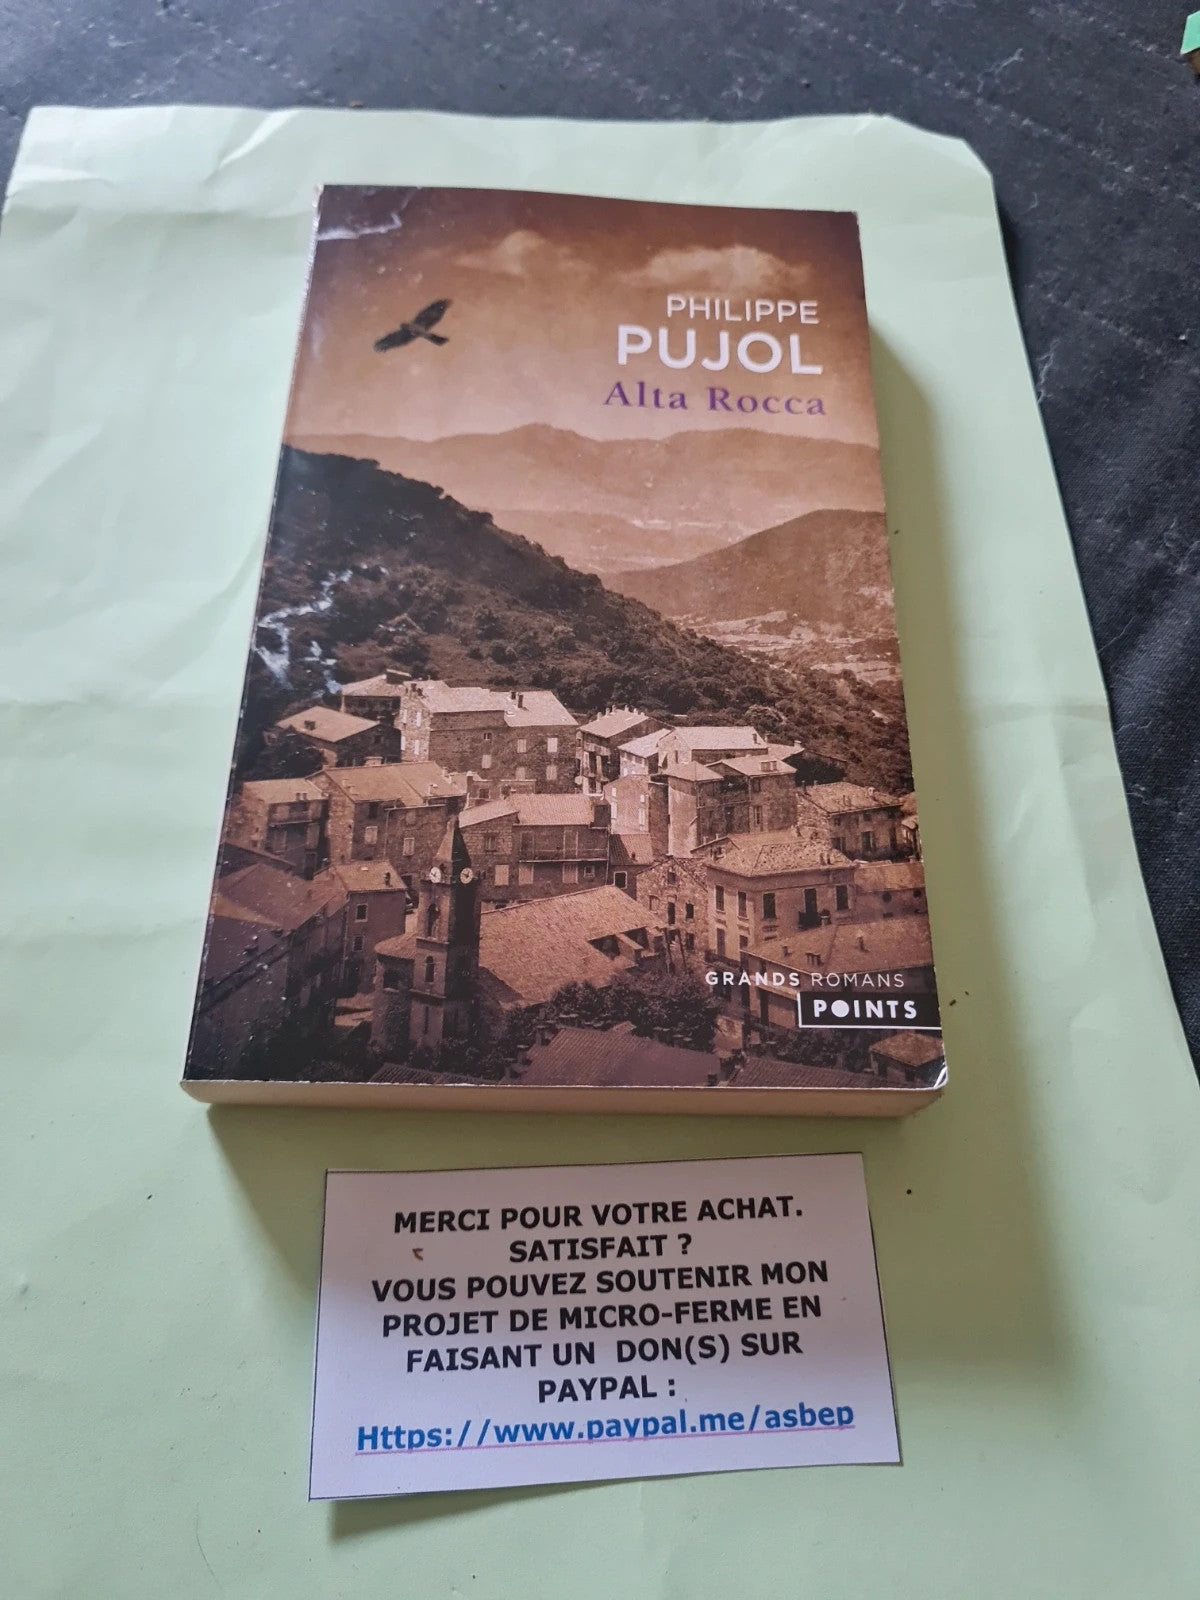 PHILIPPE
PUJOL
Alta Rocca
GRANDS ROMANS
POINTS
MERCI POUR VOTRE ACHAT.
SATISFAIT ?
VOUS POUVEZ SOUTENIR MON
PROJET DE MICRO-FERME EN
FAISANT UN DON(S) SUR
PAYPAL :
Https://www.paypal.me/asbep